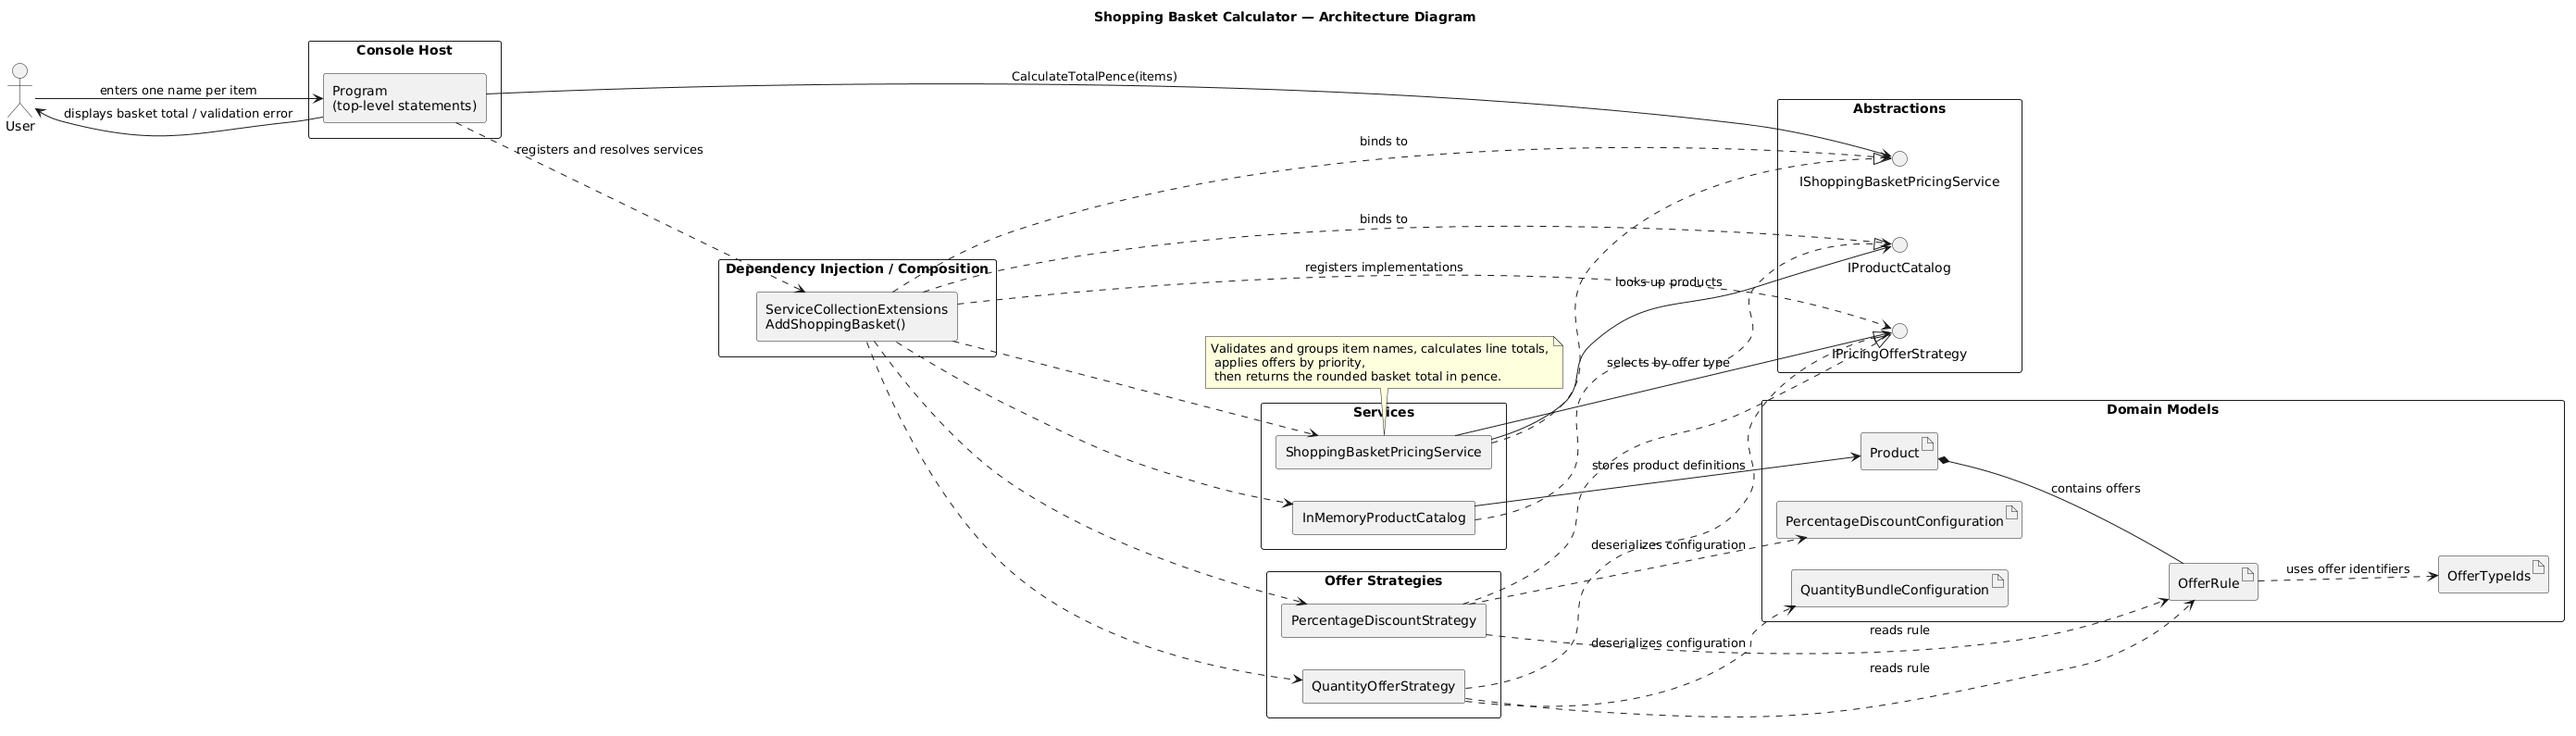 Shopping Basket Calculator — Architecture Diagram
Console Host
Program
(top-level statements)
User
enters one name per item
displays basket total / validation error
CalculateTotalPence(items)
registers and resolves services
Dependency Injection / Composition
ServiceCollectionExtensions
AddShoppingBasket()
binds to
binds to
registers implementations
Abstractions
IShoppingBasketPricingService
IProductCatalog
IPricingOfferStrategy
looks up products
selects by offer type
Validates and groups item names, calculates line totals,
applies offers by priority,
then returns the rounded basket total in pence.
Services
ShoppingBasketPricingService
InMemoryProductCatalog
stores product definitions
Offer Strategies
PercentageDiscountStrategy
QuantityOfferStrategy
deserializes configuration
deserializes configuration
reads rule
reads rule
Domain Models
Product
contains offers
PercentageDiscountConfiguration
QuantityBundleConfiguration
OfferRule
uses offer identifiers
OfferTypeIds